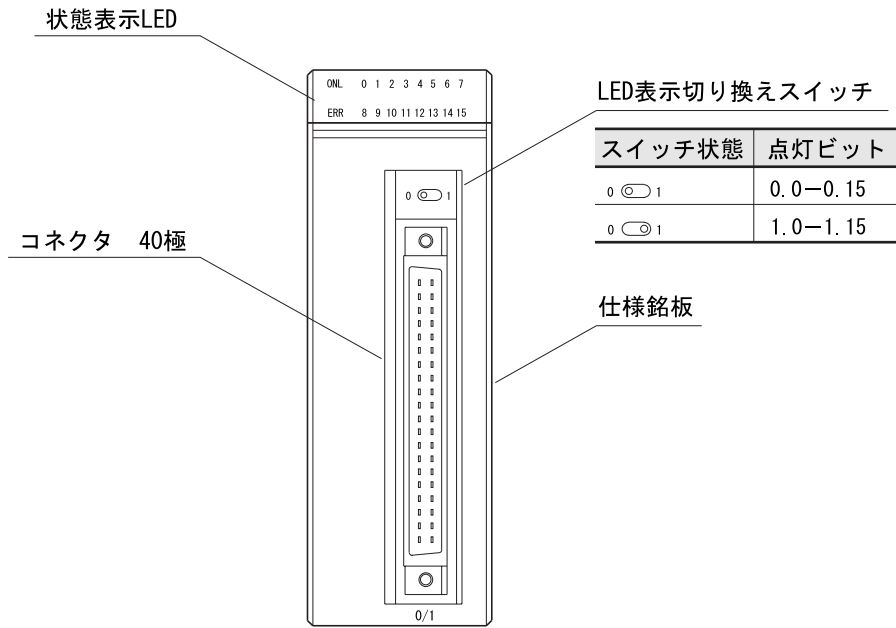 状態表示LED
ONL 0 1 2 3 4 5 6 7
ERR 8 9 10 11 12 13 14 15
LED表示切り換えスイッチ
スイッチ状態 点灯ビット
0 1 0.0－0.15
0 1 1.0－1.15
0 1
コネクタ 40極
仕様銘板
0/1